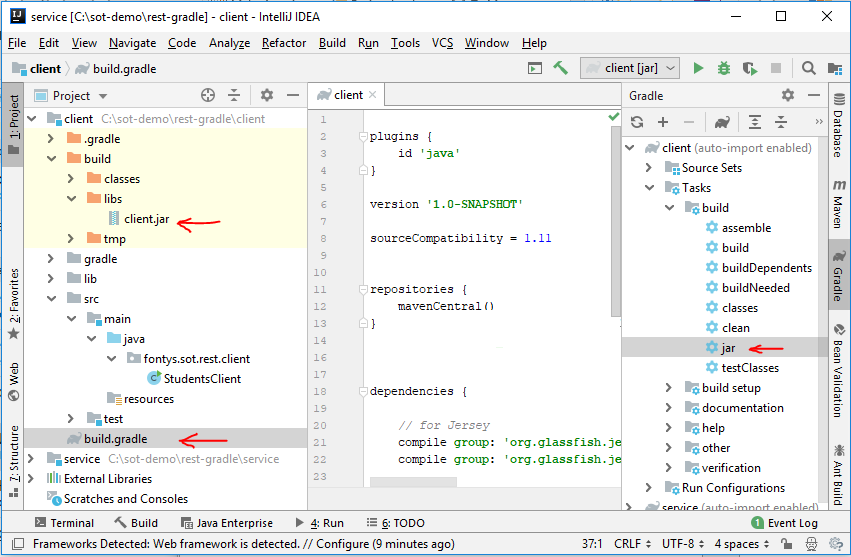 service [C:\sot-demo\rest-gradle] - client - IntelliJ IDEA
File Edit View Navigate Code Analyze Refactor Build Run Tools VCS Window Help
client build.gradle client [jar]
1: Project
2: Favorites
Web
7: Structure
Project
client C:\sot-demo\rest-gradle\client
.gradle
build
classes
libs
client.jar
tmp
gradle
lib
src
main
java
fontys.sot.rest.client
StudentsClient
resources
test
build.gradle
service C:\sot-demo\rest-gradle\service
External Libraries
Scratches and Consoles
client
1
2 plugins {
3 id 'java'
4 }
5
6 version '1.0-SNAPSHOT'
7
8 sourceCompatibility = 1.11
9
10
11 repositories {
12 mavenCentral()
13 }
14
16
17
18 dependencies {
19
20 // for Jersey
21 compile group: 'org.glassfish.je
22 compile group: 'org.glassfish.je
23
Gradle
client (auto-import enabled)
Source Sets
Tasks
build
assemble
build
buildDependents
buildNeeded
classes
clean
jar
testClasses
build setup
documentation
help
other
verification
Run Configurations
service (auto-import enabled)
Database
Maven
Gradle
Bean Validation
Ant Build
Terminal Build Java Enterprise 4: Run 6: TODO 1 Event Log
Frameworks Detected: Web framework is detected. // Configure (9 minutes ago) 37:1 CRLF UTF-8 4 spaces